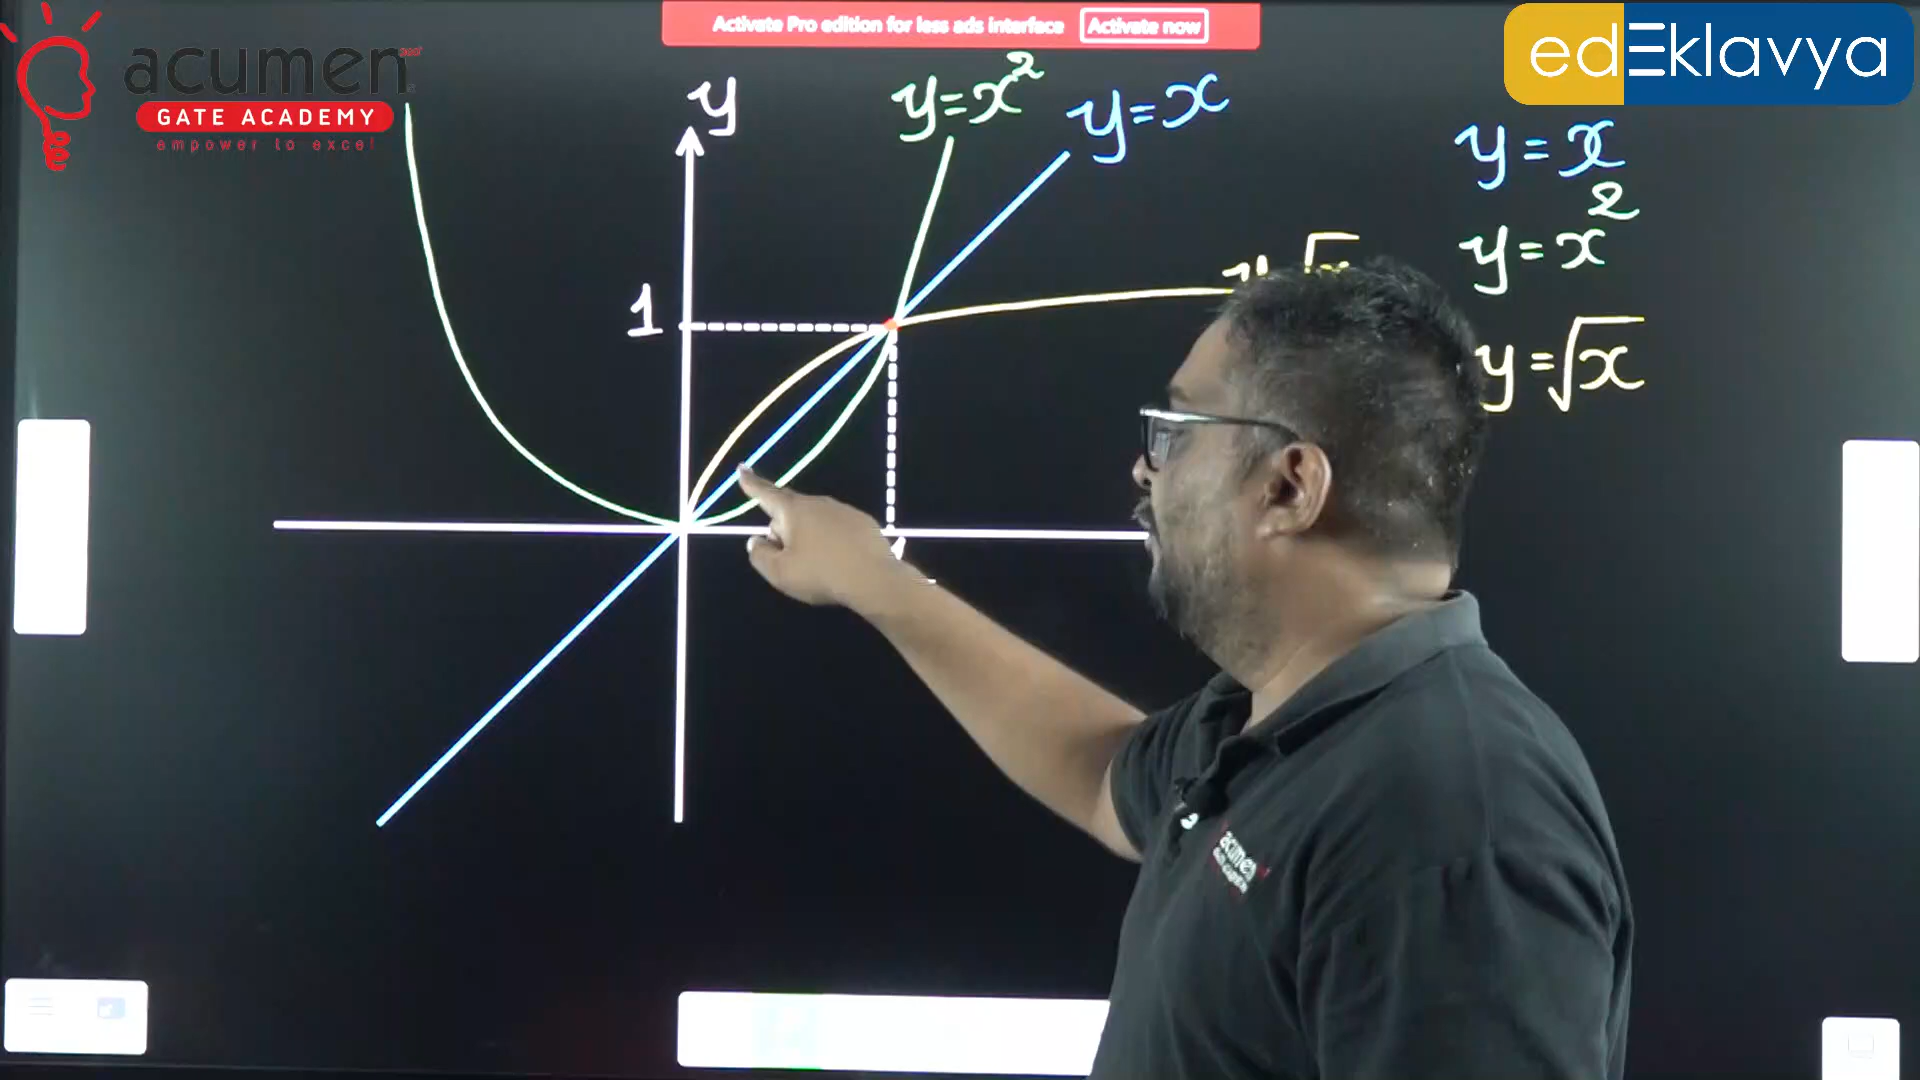 Activate Pro edition for less ads interface Activate now
acumen
GATE ACADEMY
empower to excel
edEklavya
y
y=x²
y=x
1
y=x
y=x²
y=√x
acumen